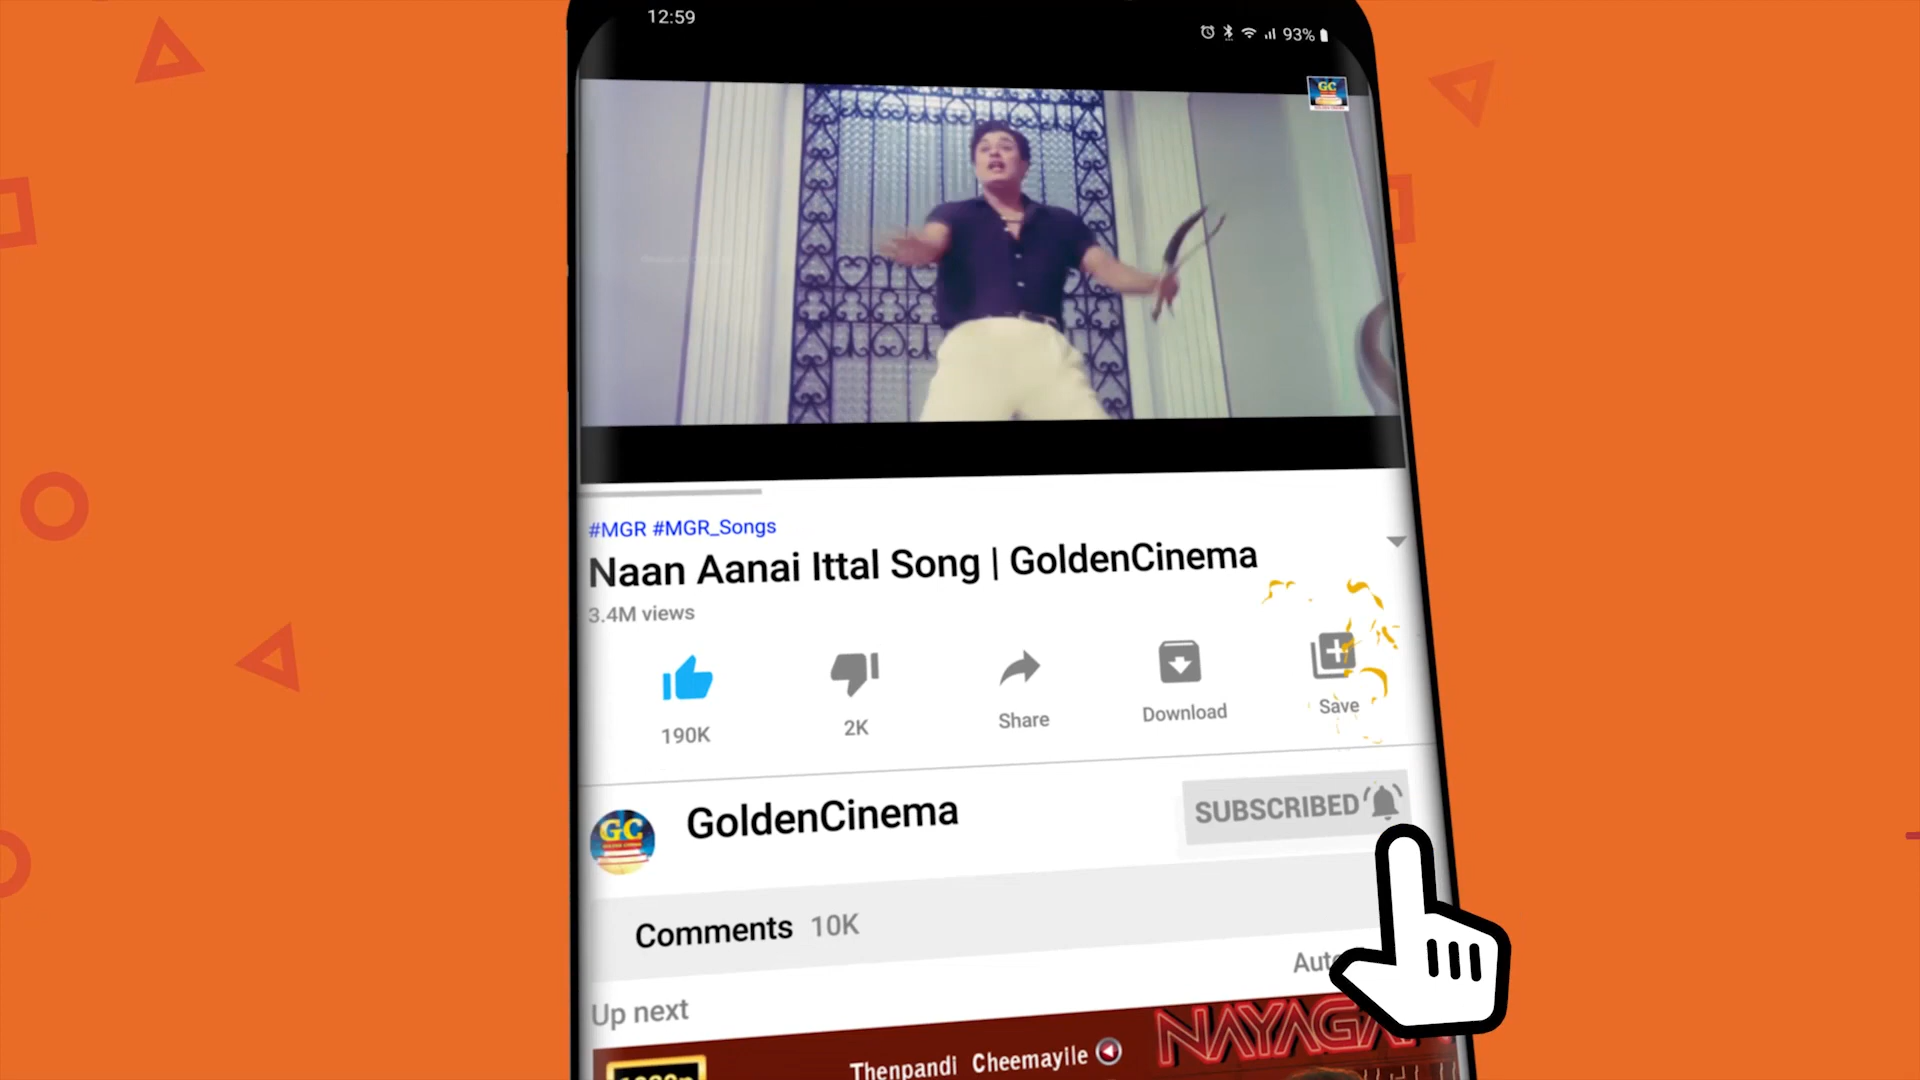 12:59
93%
GC
#MGR #MGR_Songs
Naan Aanai Ittal Song | GoldenCinema
3.4M views
190K
2K
Share
Download
Save
GC
GoldenCinema
SUBSCRIBED
Comments 10K
Up next
Thenpandi Cheemayile